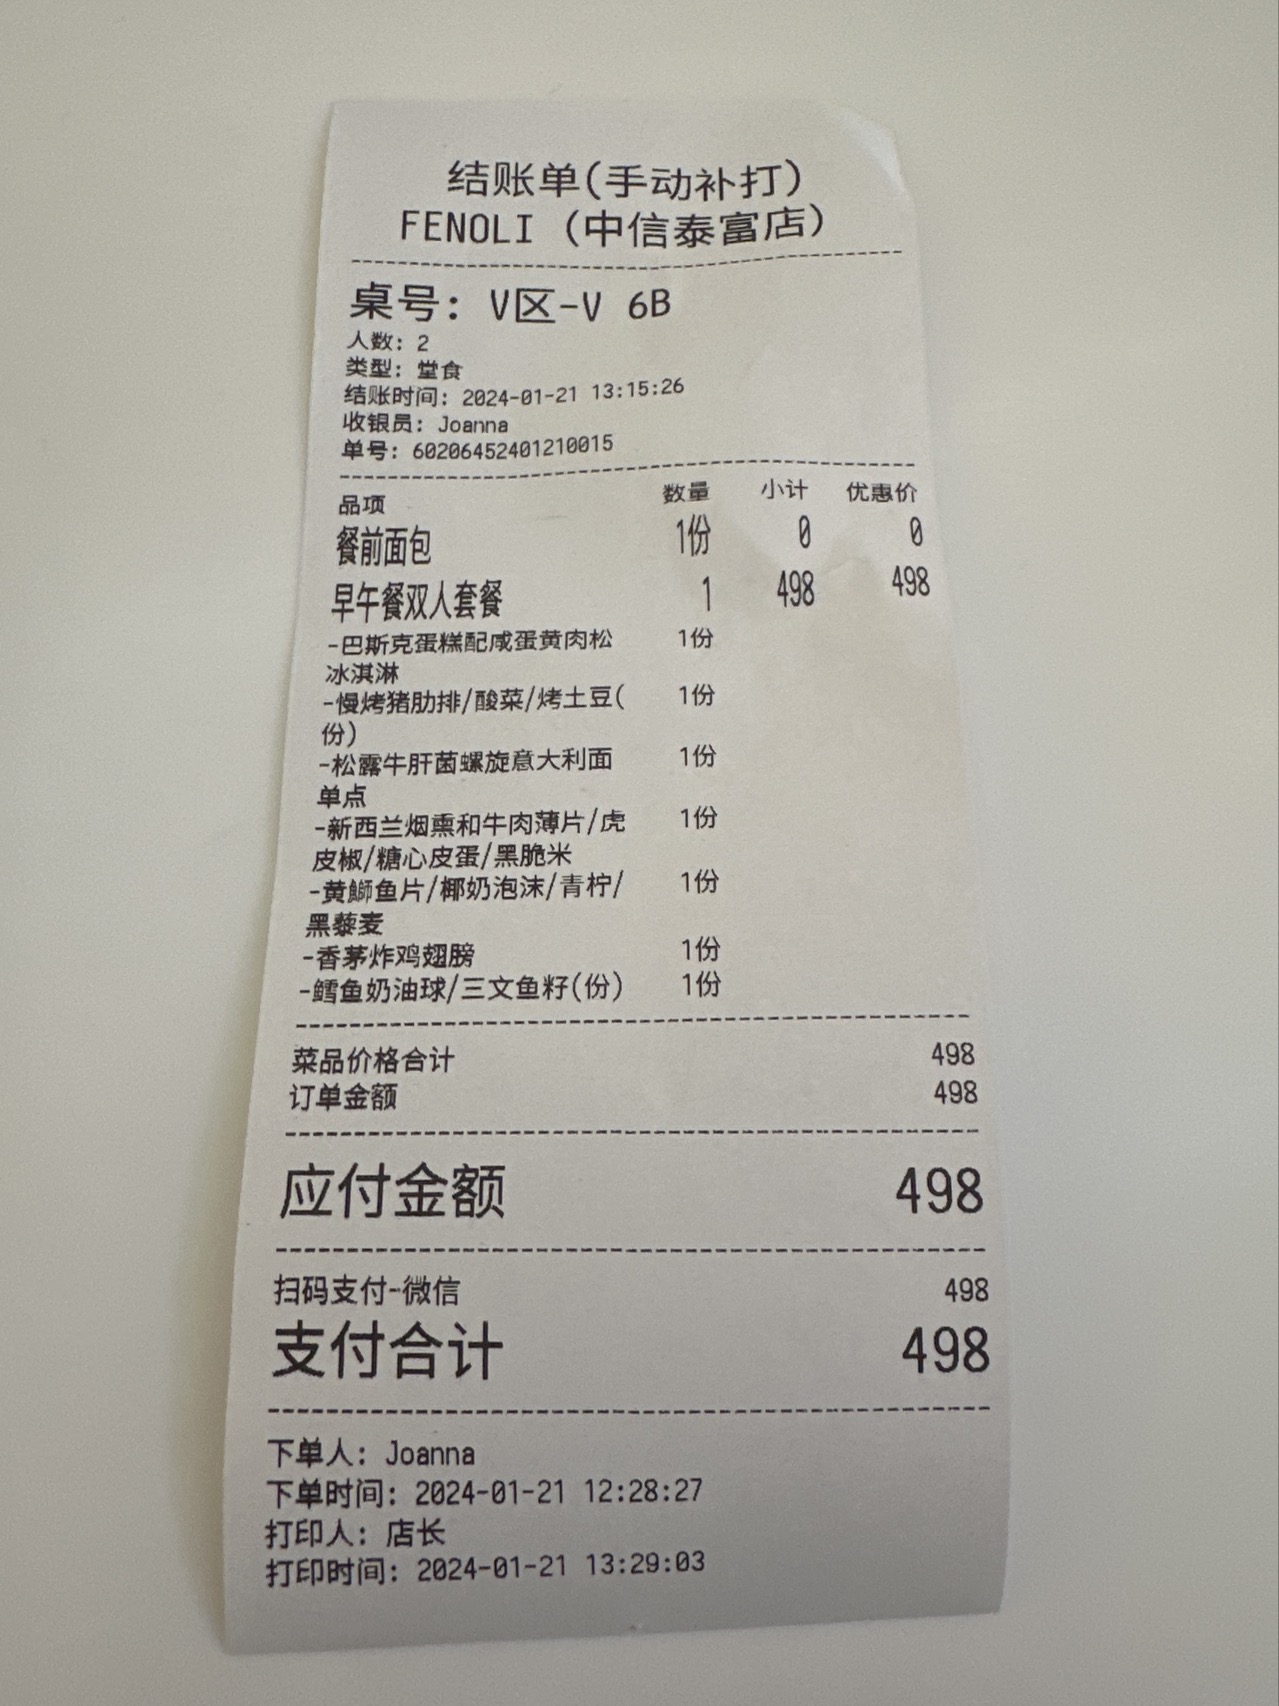 结账单(手动补打)
FENOLI (中信泰富店)
桌号: V区-V 6B
人数: 2
类型: 堂食
结账时间: 2024-01-21 13:15:26
收银员: Joanna
单号: 602064524012​10015
品项 数量 小计 优惠价
餐前面包 1份 0 0
早午餐双人套餐 1 498 498
-巴斯克蛋糕配咸蛋黄肉松 1份
冰淇淋
-慢烤猪肋排/酸菜/烤土豆( 1份
份)
-松露牛肝菌螺旋意大利面 1份
单点
-新西兰烟熏和牛肉薄片/虎 1份
皮椒/糖心皮蛋/黑脆米
-黄鰤鱼片/椰奶泡沫/青柠/ 1份
黑藜麦
-香茅炸鸡翅膀 1份
-鳕鱼奶油球/三文鱼籽(份) 1份
菜品价格合计 498
订单金额 498
应付金额 498
扫码支付-微信 498
支付合计 498
下单人: Joanna
下单时间: 2024-01-21 12:28:27
打印人: 店长
打印时间: 2024-01-21 13:29:03